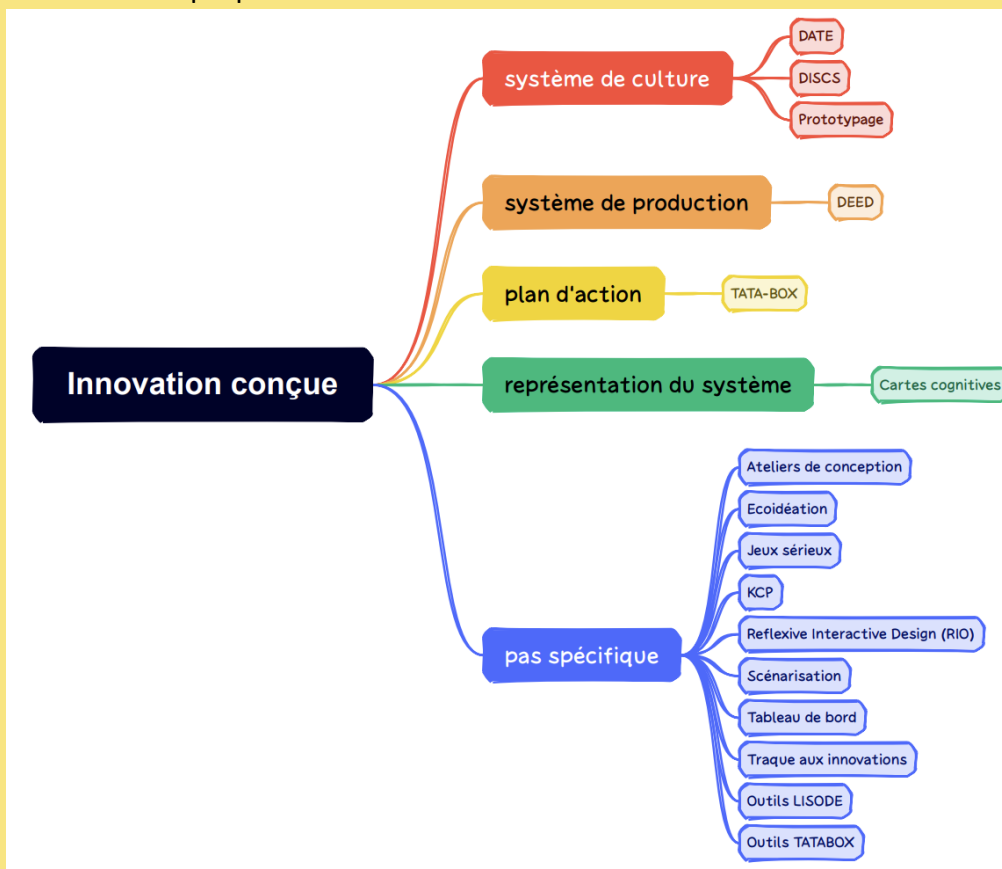 système de culture
DATE
DISCS
Prototypage
système de production
DEED
plan d'action
TATA-BOX
Innovation conçue
représentation du système
Cartes cognitives
pas spécifique
Ateliers de conception
Ecoidéation
Jeux sérieux
KCP
Reflexive Interactive Design (RIO)
Scénarisation
Tableau de bord
Traque aux innovations
Outils LISODE
Outils TATABOX